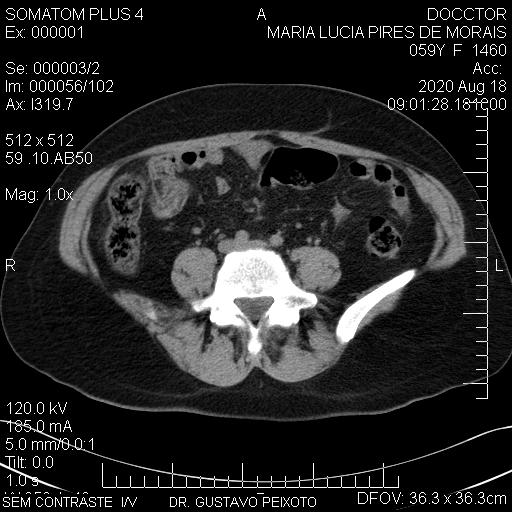 SOMATOM PLUS 4
Ex: 000001
Se: 000003/2
Im: 000056/102
Ax: I319.7
512 x 512
59 .10.AB50
Mag: 1.0x
A
DOCCTOR
MARIA LUCIA PIRES DE MORAIS
059Y F 1460
Acc:
2020 Aug 18
09:01:28.181000
R
L
120.0 kV
185.0 mA
5.0 mm/0.0:1
Tilt: 0.0
1.0 s
SEM CONTRASTE I/V
DR. GUSTAVO PEIXOTO
DFOV: 36.3 x 36.3cm